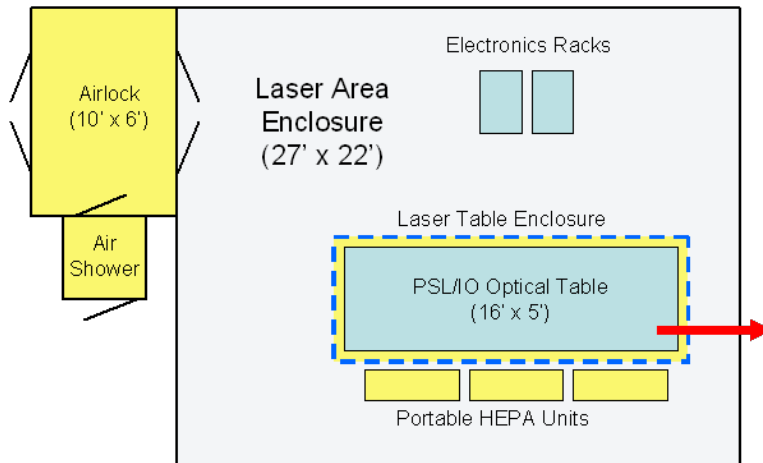 Electronics Racks
Airlock
(10' x 6')
Laser Area
Enclosure
(27' x 22')
Laser Table Enclosure
Air
Shower
PSL/IO Optical Table
(16' x 5')
Portable HEPA Units